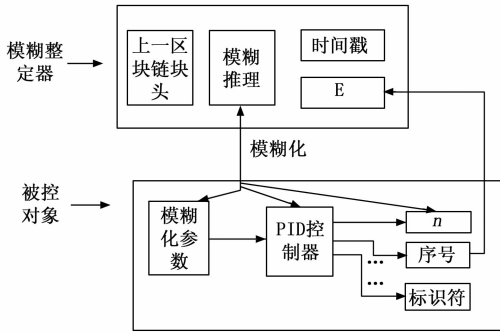 模糊整
定器
上一区
块链块
头
模糊
推理
时间戳
E
模糊化
被控
对象
模糊
化参
数
PID控
制器
n
序号
...
...
标识符